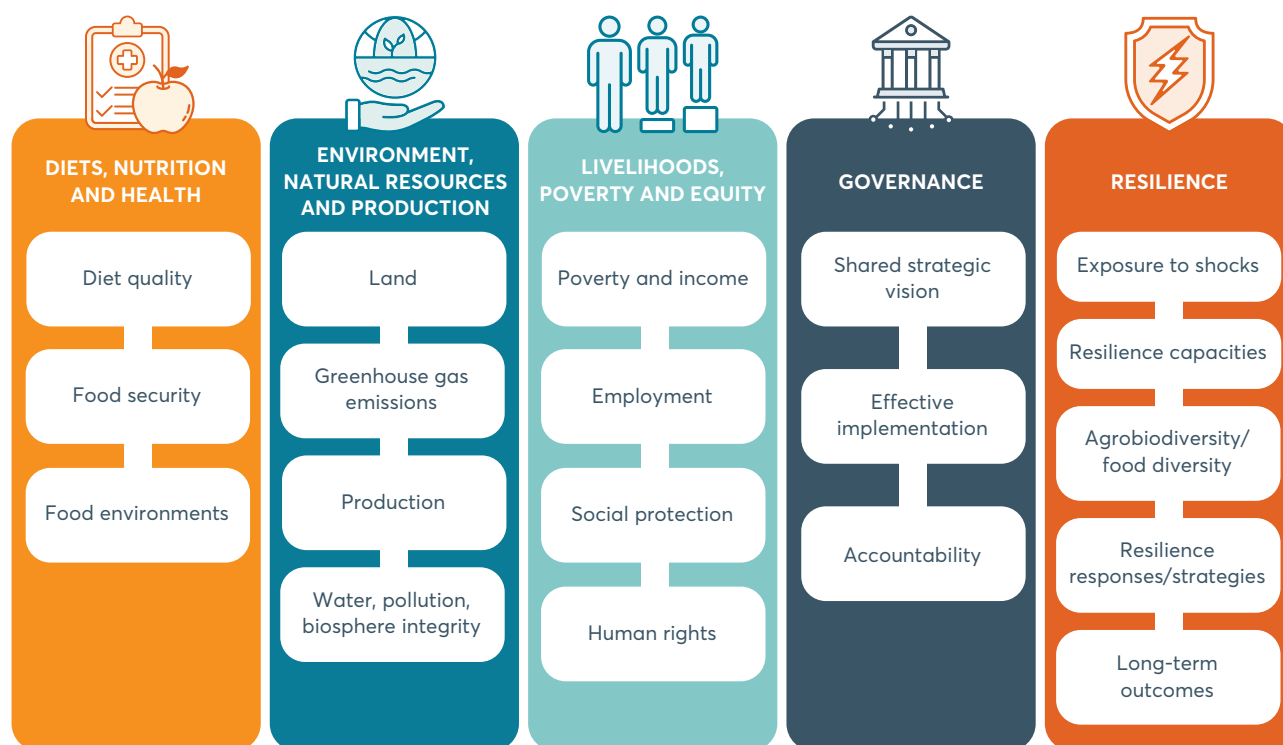 DIETS, NUTRITION
AND HEALTH
Diet quality
Food security
Food environments
ENVIRONMENT,
NATURAL RESOURCES
AND PRODUCTION
Land
Greenhouse gas
emissions
Production
Water, pollution,
biosphere integrity
LIVELIHOODS,
POVERTY AND EQUITY
Poverty and income
Employment
Social protection
Human rights
GOVERNANCE
Shared strategic
vision
Effective
implementation
Accountability
RESILIENCE
Exposure to shocks
Resilience capacities
Agrobiodiversity/
food diversity
Resilience
responses/strategies
Long-term
outcomes